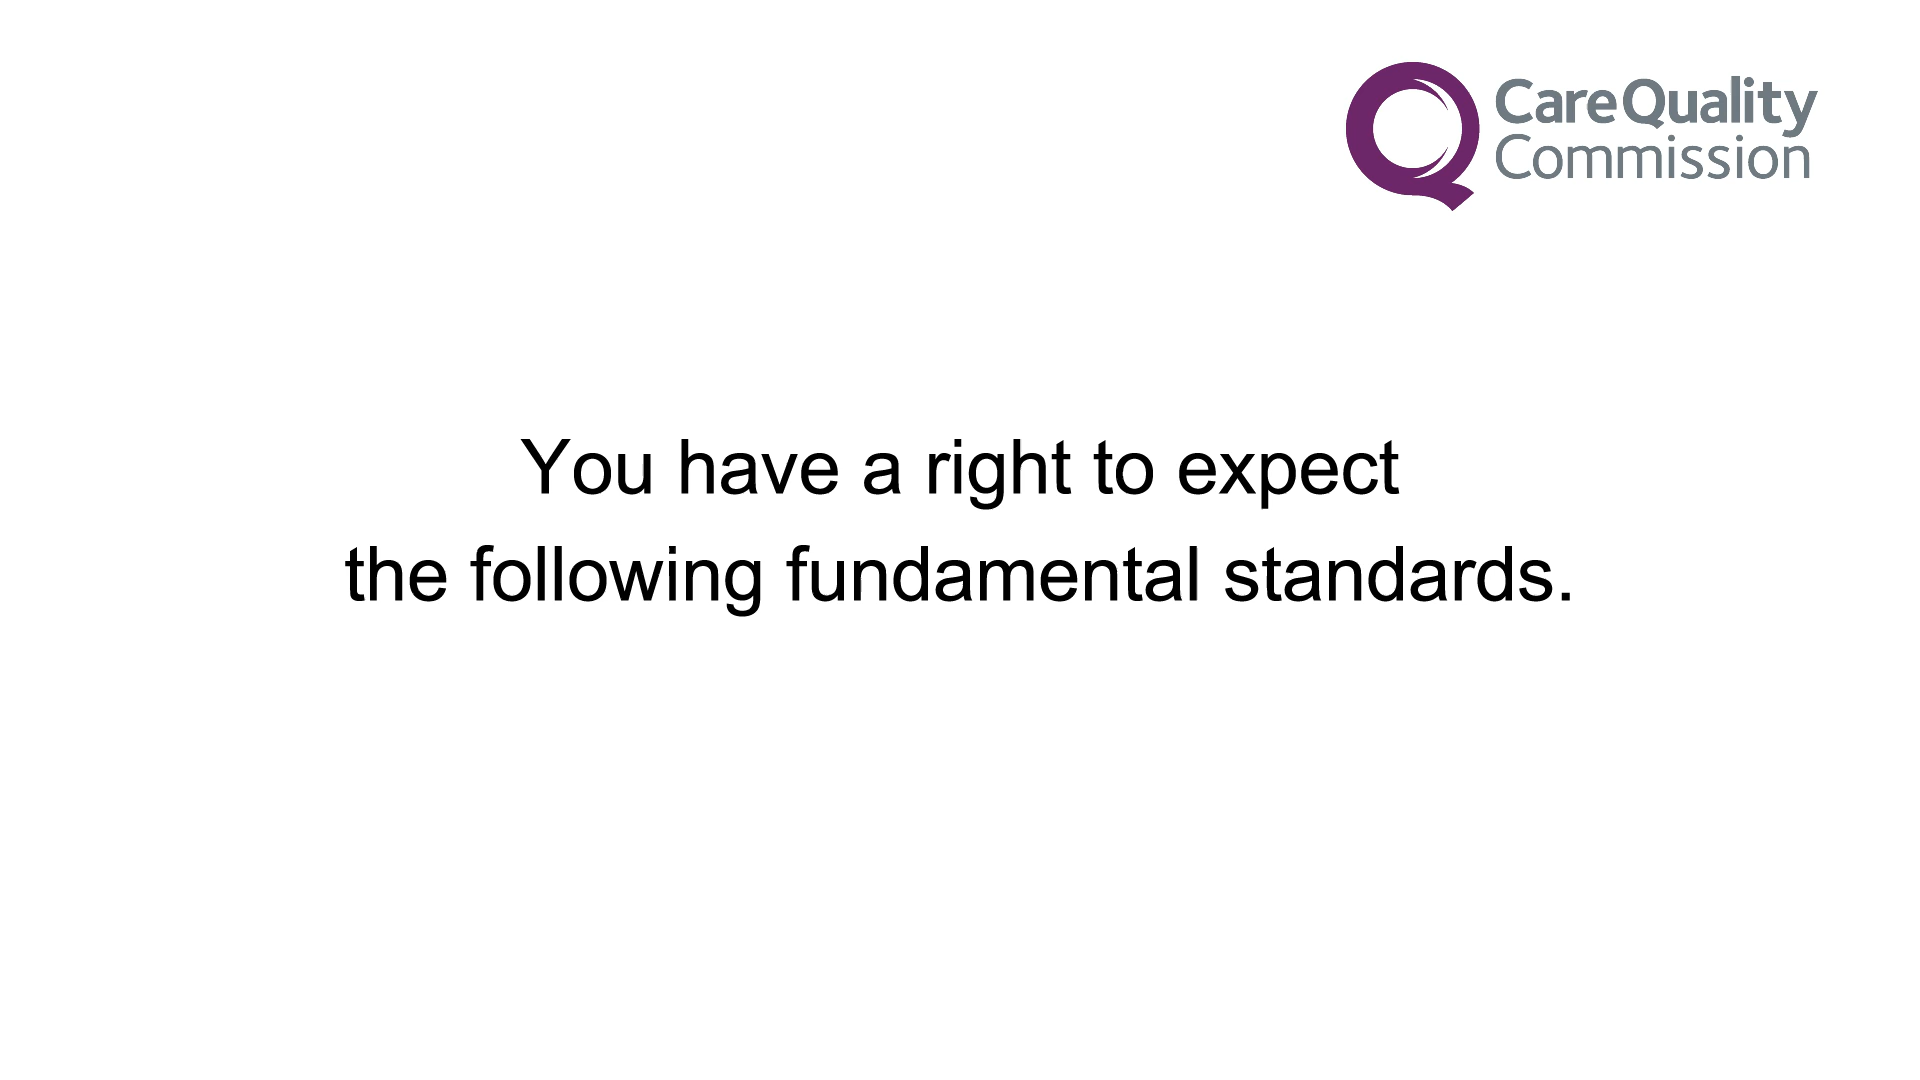 CareQuality
Commission
You have a right to expect
the following fundamental standards.